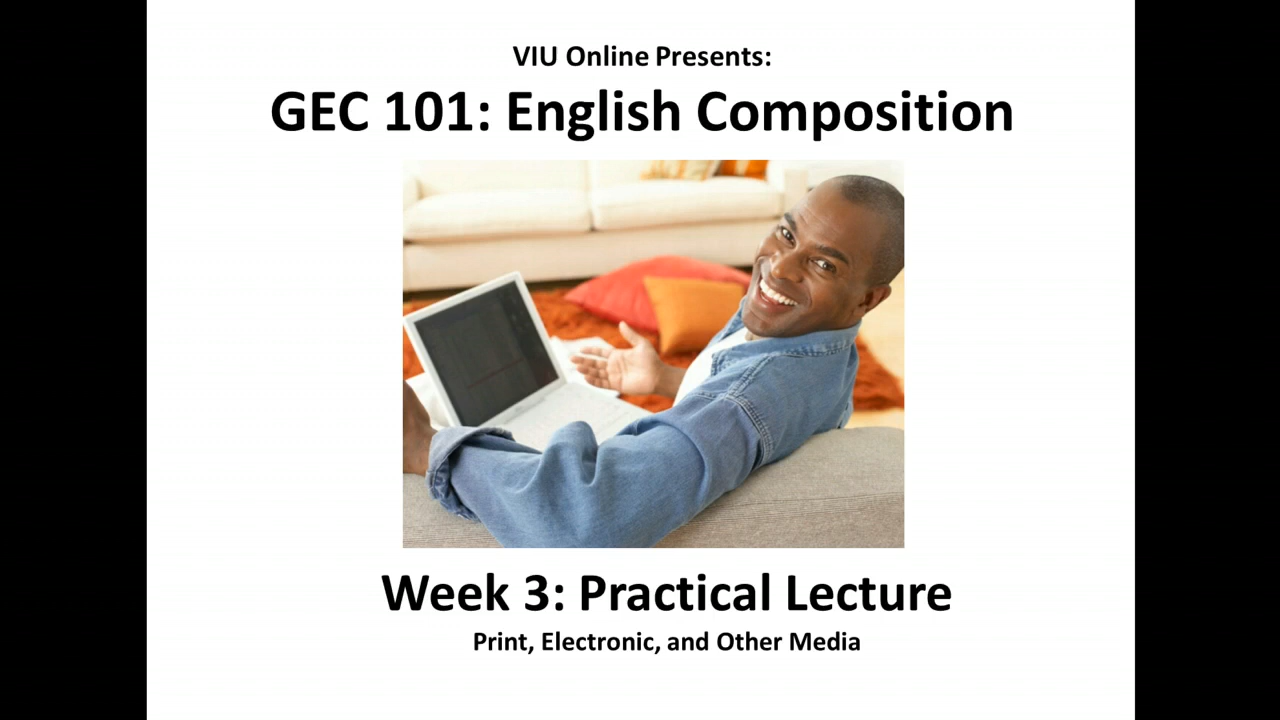 VIU Online Presents:
GEC 101: English Composition
Week 3: Practical Lecture
Print, Electronic, and Other Media